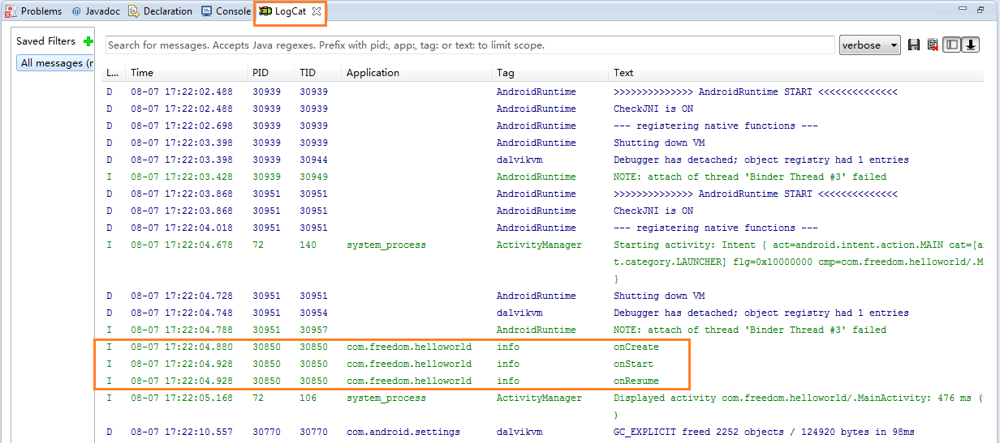 Problems @ Javadoc Declaration Console LogCat
Saved Filters
Search for messages. Accepts Java regexes. Prefix with pid:, app:, tag: or text: to limit scope. verbose
All messages (
L... Time PID TID Application Tag Text
D 08-07 17:22:02.488 30939 30939 AndroidRuntime >>>>>>>>>>>>>> AndroidRuntime START <<<<<<<<<<<<<<
D 08-07 17:22:02.488 30939 30939 AndroidRuntime CheckJNI is ON
D 08-07 17:22:02.698 30939 30939 AndroidRuntime --- registering native functions ---
D 08-07 17:22:03.398 30939 30939 AndroidRuntime Shutting down VM
D 08-07 17:22:03.398 30939 30944 dalvikvm Debugger has detached; object registry had 1 entries
I 08-07 17:22:03.428 30939 30949 AndroidRuntime NOTE: attach of thread 'Binder Thread #3' failed
D 08-07 17:22:03.868 30951 30951 AndroidRuntime >>>>>>>>>>>>>> AndroidRuntime START <<<<<<<<<<<<<<
D 08-07 17:22:03.868 30951 30951 AndroidRuntime CheckJNI is ON
D 08-07 17:22:04.018 30951 30951 AndroidRuntime --- registering native functions ---
I 08-07 17:22:04.678 72 140 system_process ActivityManager Starting activity: Intent { act=android.intent.action.MAIN cat=[a
t.category.LAUNCHER] flg=0x10000000 cmp=com.freedom.helloworld/.M
}
D 08-07 17:22:04.728 30951 30951 AndroidRuntime Shutting down VM
D 08-07 17:22:04.748 30951 30954 dalvikvm Debugger has detached; object registry had 1 entries
I 08-07 17:22:04.788 30951 30957 AndroidRuntime NOTE: attach of thread 'Binder Thread #3' failed
I 08-07 17:22:04.880 30850 30850 com.freedom.helloworld info onCreate
I 08-07 17:22:04.928 30850 30850 com.freedom.helloworld info onStart
I 08-07 17:22:04.928 30850 30850 com.freedom.helloworld info onResume
I 08-07 17:22:05.168 72 106 system_process ActivityManager Displayed activity com.freedom.helloworld/.MainActivity: 476 ms (
)
D 08-07 17:22:10.557 30770 30770 com.android.settings dalvikvm GC_EXPLICIT freed 2252 objects / 124920 bytes in 98ms